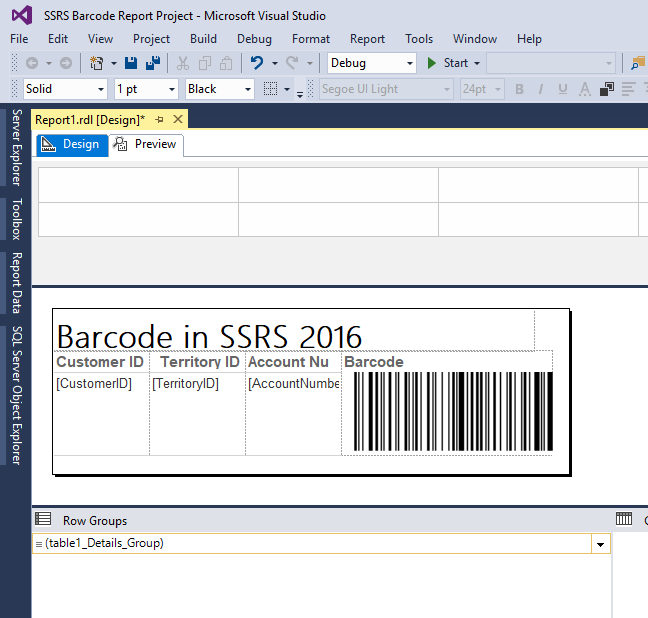 SSRS Barcode Report Project - Microsoft Visual Studio
File Edit View Project Build Debug Format Report Tools Window Help
Debug Start
Solid 1 pt Black Segoe UI Light 24pt B I U A
Report1.rdl [Design]*
Design Preview
Server Explorer
Toolbox
Report Data
SQL Server Object Explorer
Barcode in SSRS 2016
Customer ID Territory ID Account Nu Barcode
[CustomerID] [TerritoryID] [AccountNumbe
Row Groups
(table1_Details_Group)